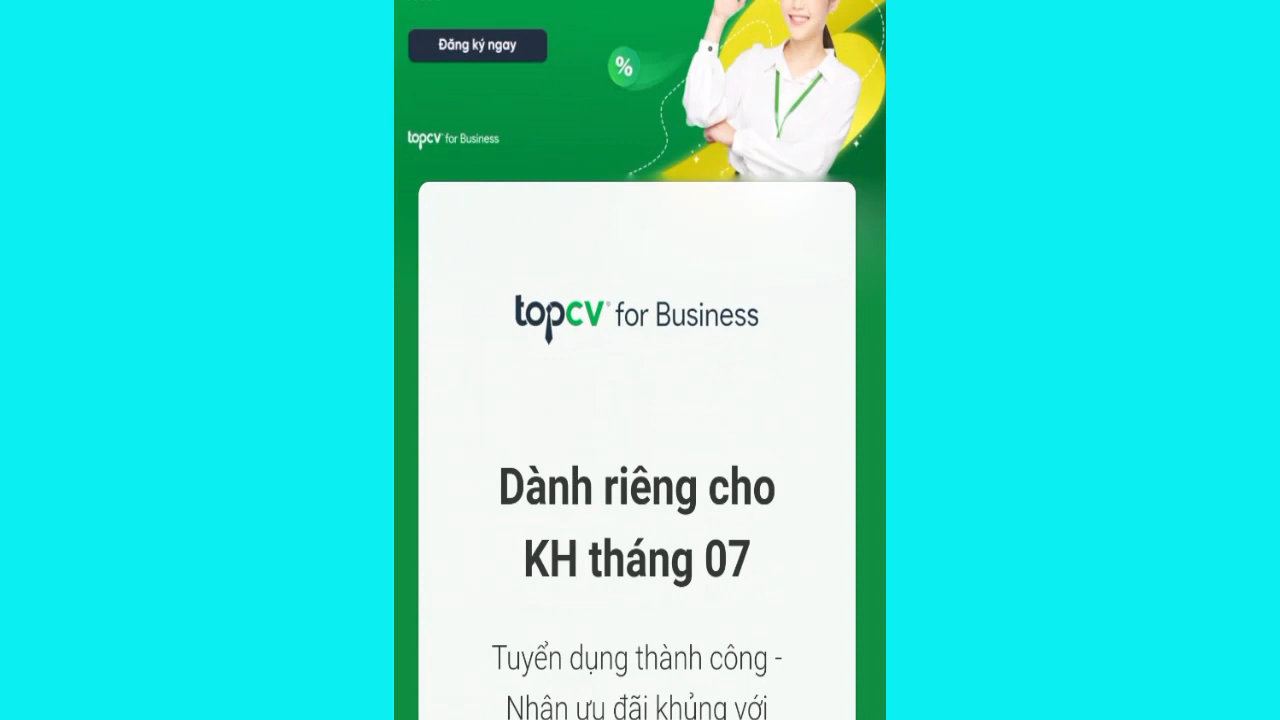 Đăng ký ngay
%
topcv for Business
topcv® for Business
Dành riêng cho
KH tháng 07
Tuyển dụng thành công -
Nhận ưu đãi khủng với